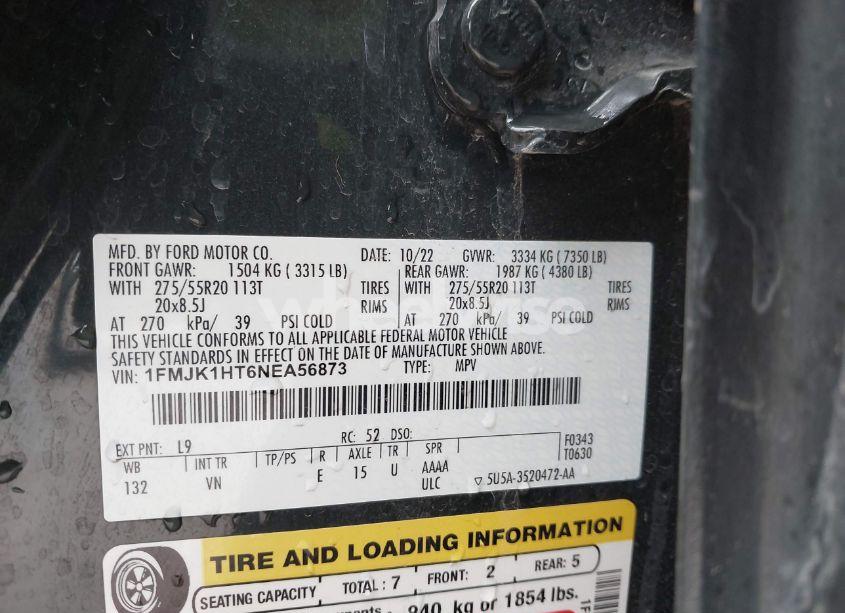 MFD. BY FORD MOTOR CO. DATE: 10/22 GVWR: 3334 KG ( 7350 LB)
FRONT GAWR: 1504 KG ( 3315 LB) REAR GAWR: 1987 KG ( 4380 LB)
WITH 275/55R20 113T TIRES WITH 275/55R20 113T TIRES
20x8.5J RIMS 20x8.5J RIMS
AT 270 kPa/ 39 PSI COLD AT 270 kPa/ 39 PSI COLD
THIS VEHICLE CONFORMS TO ALL APPLICABLE FEDERAL MOTOR VEHICLE
SAFETY STANDARDS IN EFFECT ON THE DATE OF MANUFACTURE SHOWN ABOVE.
VIN: 1FMJK1HT6NEA56873 TYPE: MPV
EXT PNT: L9 RC: 52 DSO: F0343
WB INT TR TP/PS R AXLE TR SPR T0630
132 VN E 15 U AAAA
ULC ▽ 5U5A-3520472-AA
TIRE AND LOADING INFORMATION
SEATING CAPACITY TOTAL : 7 FRONT: 2 REAR: 5
940 kg or 1854 lbs.